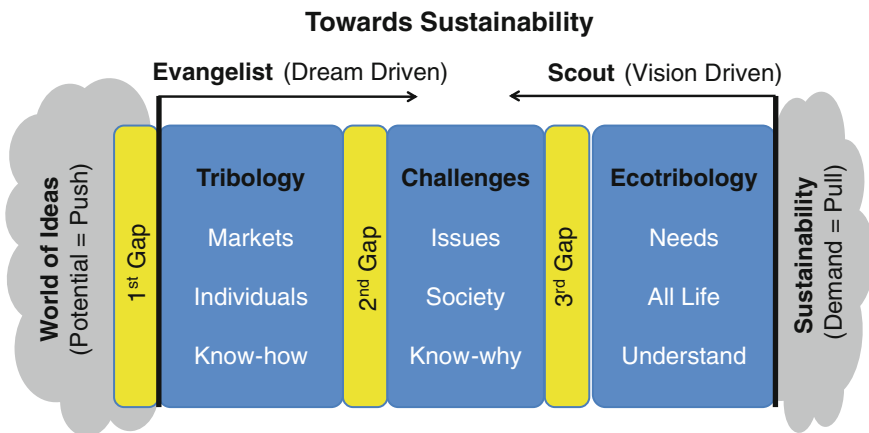 Towards Sustainability
Evangelist (Dream Driven)
Scout (Vision Driven)
World of Ideas
(Potential = Push)
1st Gap
Tribology
Markets
Individuals
Know-how
2nd Gap
Challenges
Issues
Society
Know-why
3rd Gap
Ecotribology
Needs
All Life
Understand
Sustainability
(Demand = Pull)